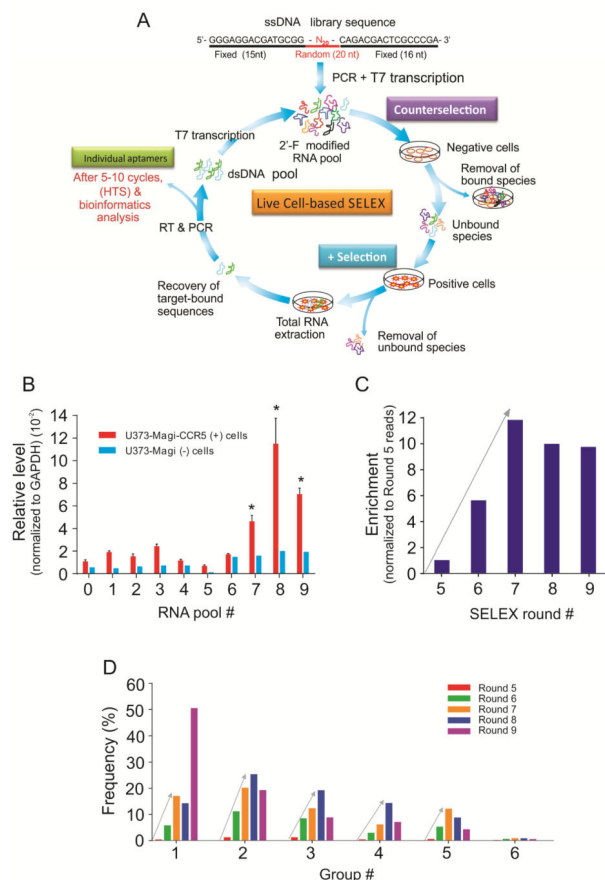 A
ssDNA library sequence
5'- GGGAGGACGATGCGG - N20 - CAGACGACTCGCCCGA- 3'
Fixed (15nt) Random (20 nt) Fixed (16 nt)
PCR + T7 transcription
Counterselection
T7 transcription
2'-F modified
RNA pool
Negative cells
Individual aptamers
After 5-10 cycles,
(HTS) &
bioinformatics
analysis
dsDNA pool
Removal of
bound species
Live Cell-based SELEX
RT & PCR
Unbound
species
+ Selection
Recovery of
target-bound
sequences
Positive cells
Total RNA
extraction
Removal of
unbound species
B
Relative level
(normalized to GAPDH) (10-2)
14
12
10
8
6
4
2
0
U373-Magi-CCR5 (+) cells
U373-Magi (-) cells
*
*
*
0 1 2 3 4 5 6 7 8 9
RNA pool #
C
Enrichment
(normalized to Round 5 reads)
12
10
8
6
4
2
0
5 6 7 8 9
SELEX round #
D
Frequency (%)
60
50
40
30
20
10
0
Round 5
Round 6
Round 7
Round 8
Round 9
1 2 3 4 5 6
Group #